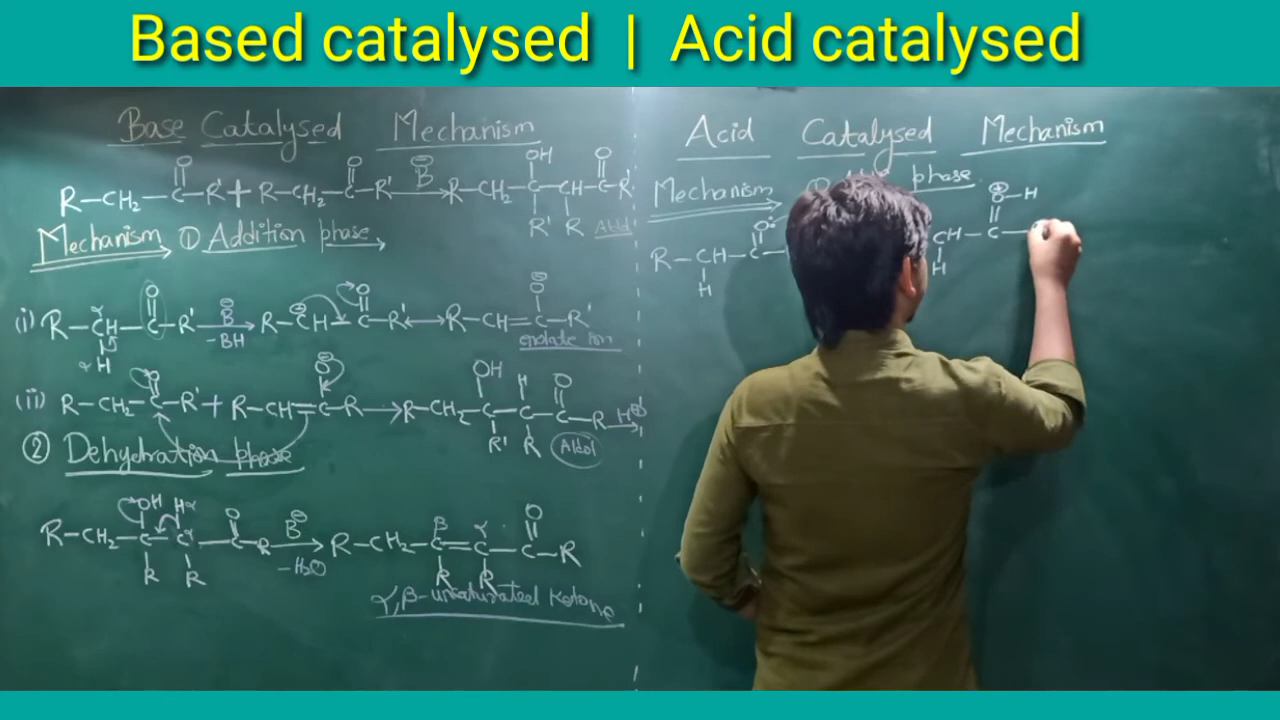 Based catalysed | Acid catalysed
Base Catalysed Mechanism
R–CH₂–C(=O)–R' + R–CH₂–C(=O)–R' –B⊖→ R–CH₂–C(OH)(R')–CH(R)–C(=O)–R'
Aldol
Mechanism → ① Addition phase →
(i) R–CH(H)–C(=O)–R' –B⊖, –BH→ R–CH⊖–C(=O)–R' ↔ R–CH=C(O⊖)–R'
α α
enolate ion
(ii) R–CH₂–C(=O)–R' + R–CH=C(O⊖)–R → R–CH₂–C(OH)(R')–C(H)(R)–C(=O)–R –H⊕→
Aldol
② Dehydration phase
R–CH₂–C(OH)(R)–C(H)(R)–C(=O)–R –B⊖, –H₂O→ R–CH₂–C(R)=C(R)–C(=O)–R
β α
α,β-unsaturated Ketone
Acid Catalysed Mechanism
Mechanism → phase
R–CH(H)–C(=O)–
CH(H)–C(=O⊕–H)–